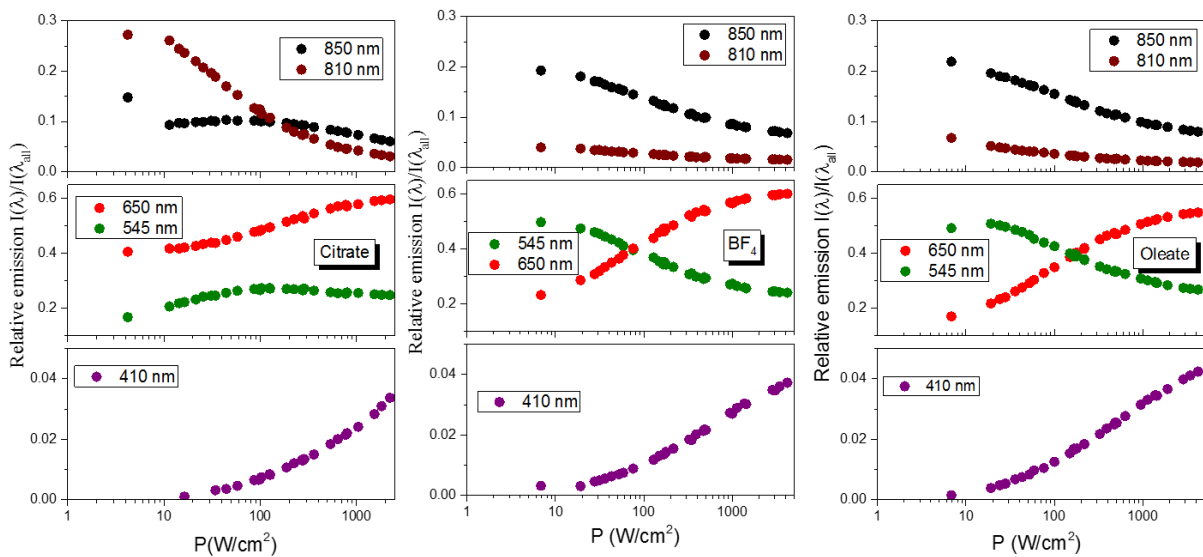 Relative emission I(λ)/I(λall)
0.3
0.2
0.1
0.0
850 nm
810 nm
0.6
0.4
0.2
650 nm
545 nm
Citrate
0.04
0.02
0.00
410 nm
1
10
100
1000
P(W/cm²)
Relative emission I(λ)/I(λall)
0.3
0.2
0.1
0.0
850 nm
810 nm
0.6
0.4
0.2
545 nm
650 nm
BF4
0.04
0.02
0.00
410 nm
1
10
100
1000
P (W/cm²)
Relative emission I(λ)/I(λall)
0.3
0.2
0.1
0.0
850 nm
810 nm
0.6
0.4
0.2
650 nm
545 nm
Oleate
0.04
0.02
0.00
410 nm
1
10
100
1000
P (W/cm²)